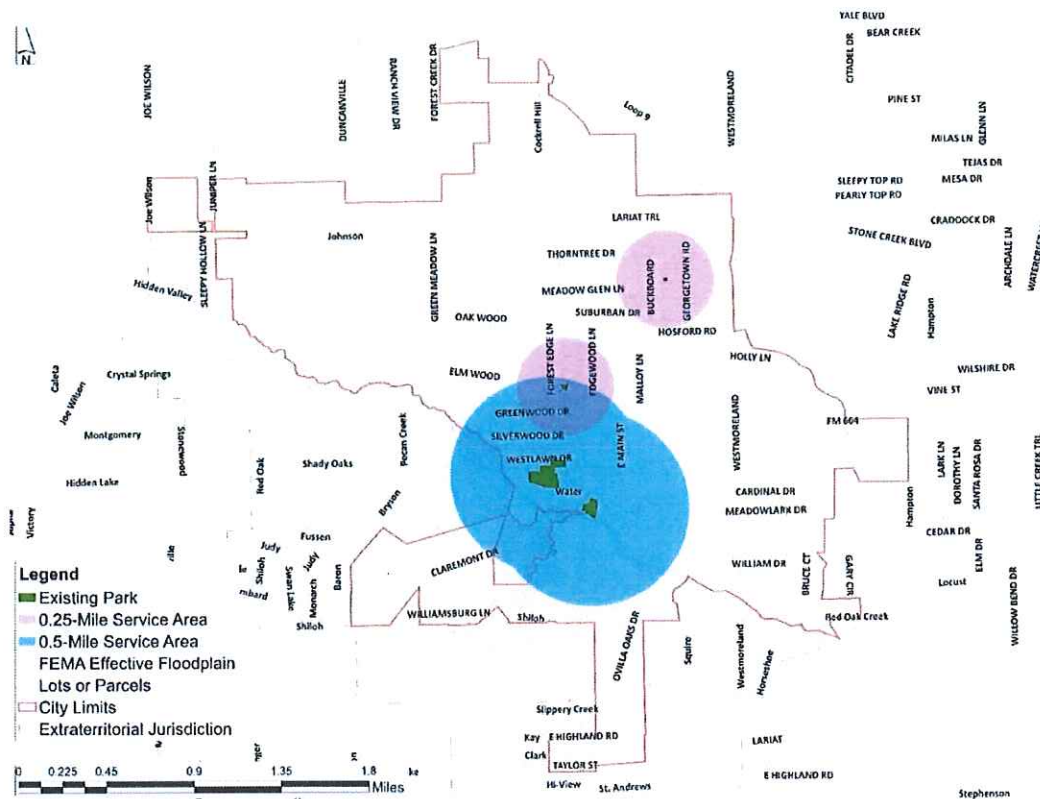 YALE BLVD
BEAR CREEK
CITADEL DR
N
JOE WILSON
DUNCANVILLE
RANCH VIEW DR
FOREST CREEK DR
Cockrell Hill
Loop 9
WESTMORELAND
PINE ST
GLENN LN
MILAS LN
TEJAS DR
MESA DR
SLEEPY TOP RD
PEARLY TOP RD
Joe Wilson
JUNIPER LN
LARIAT TRL
CRADDOCK DR
STONE CREEK BLVD
ARCHDALE LN
Johnson
SLEEPY HOLLOW LN
GREEN MEADOW LN
THORNTREE DR
BUCKBOARD
GEORGETOWN RD
Hidden Valley
MEADOW GLEN LN
LAKE RIDGE RD
Hampton
OAK WOOD
SUBURBAN DR
HOSFORD RD
FOREST EDGE LN
EDGEWOOD LN
MALLOY LN
HOLLY LN
WILSHIRE DR
Caleta
Crystal Springs
ELM WOOD
VINE ST
Joe Wilson
GREENWOOD DR
FM 664
Montgomery
Stonewood
Pecan Creek
SILVERWOOD DR
E MAIN ST
WESTMORELAND
LARK LN
DOROTHY LN
SANTA ROSA DR
LITTLE CREEK TRL
Red Oak
Shady Oaks
WESTLAWN DR
Hidden Lake
Water
CARDINAL DR
MEADOWLARK DR
Hampton
Victory
Bryson
CEDAR DR
Fussen
Judy
Judy
CLAREMONT DR
ELM DR
ville
le
Shiloh
Swan Lake
Monarch
Baron
WILLIAM DR
BRUCE CT
GARY CIR
Locust
WILLOW BEND DR
mbard
Shiloh
WILLIAMSBURG LN
Shiloh
Red Oak Creek
OVILLA OAKS DR
Squire
Westmoreland
Horseshoe
Legend
Existing Park
0.25-Mile Service Area
0.5-Mile Service Area
FEMA Effective Floodplain
Lots or Parcels
City Limits
Extraterritorial Jurisdiction
Slippery Creek
Kay
E HIGHLAND RD
LARIAT
Clark
TAYLOR ST
E HIGHLAND RD
Hi-View
St. Andrews
Stephenson
0 0.225 0.45 0.9 1.35 1.8
Miles
ke